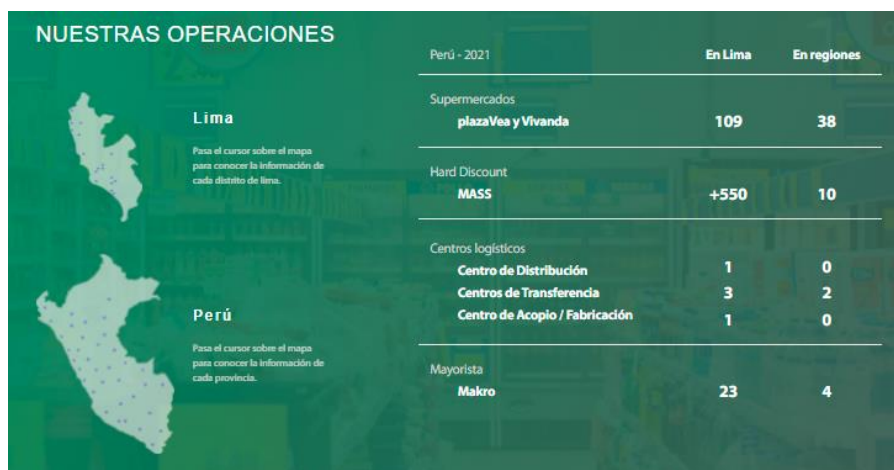 NUESTRAS OPERACIONES
Lima
Pasa el cursor sobre el mapa
para conocer la información de
cada distrito de lima.
Perú
Pasa el cursor sobre el mapa
para conocer la información de
cada provincia.
Perú - 2021 En Lima En regiones
Supermercados
plazaVea y Vivanda 109 38
Hard Discount
MASS +550 10
Centros logísticos
Centro de Distribución 1 0
Centros de Transferencia 3 2
Centro de Acopio / Fabricación 1 0
Mayorista
Makro 23 4